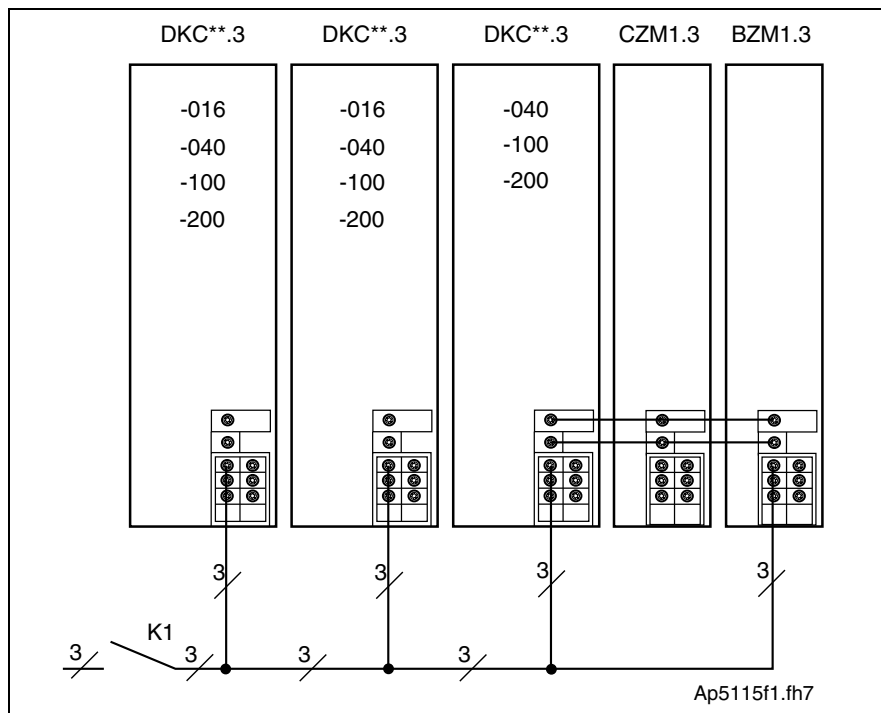 DKC**.3 DKC**.3 DKC**.3 CZM1.3 BZM1.3
-016 -016 -040
-040 -040 -100
-100 -100 -200
-200 -200
3 3 3 3
K1
3 3 3 3
Ap5115f1.fh7